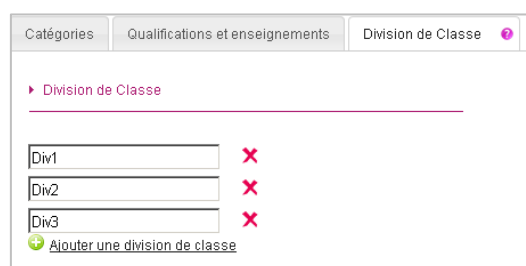 Catégories Qualifications et enseignements Division de Classe ?
Division de Classe
Div1
Div2
Div3
Ajouter une division de classe